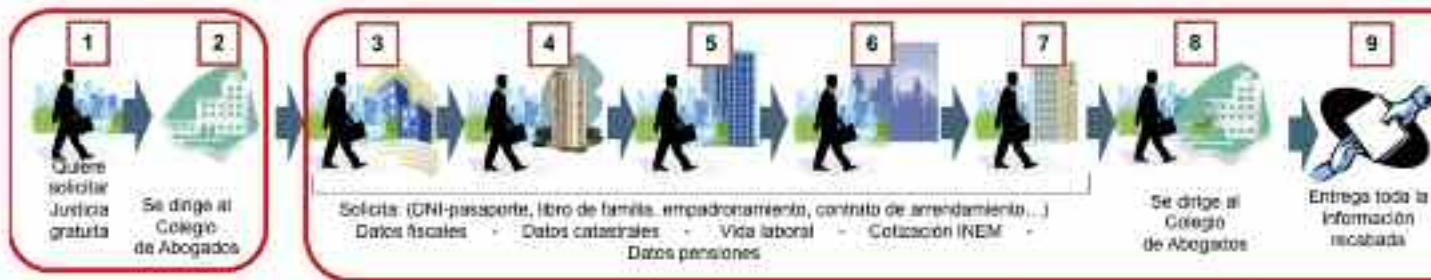 1
2
3
4
5
6
7
8
9
Quiere
solicitar
Justicia
gratuita
Se dirige al
Colegio
de Abogados
Solicita: (DNI-pasaporte, libro de familia, empadronamiento, contrato de arrendamiento...)
Datos fiscales - Datos catastrales - Vida laboral - Cotización INEM -
Datos pensiones
Se dirige al
Colegio
de Abogados
Entrega toda la
información
recabada